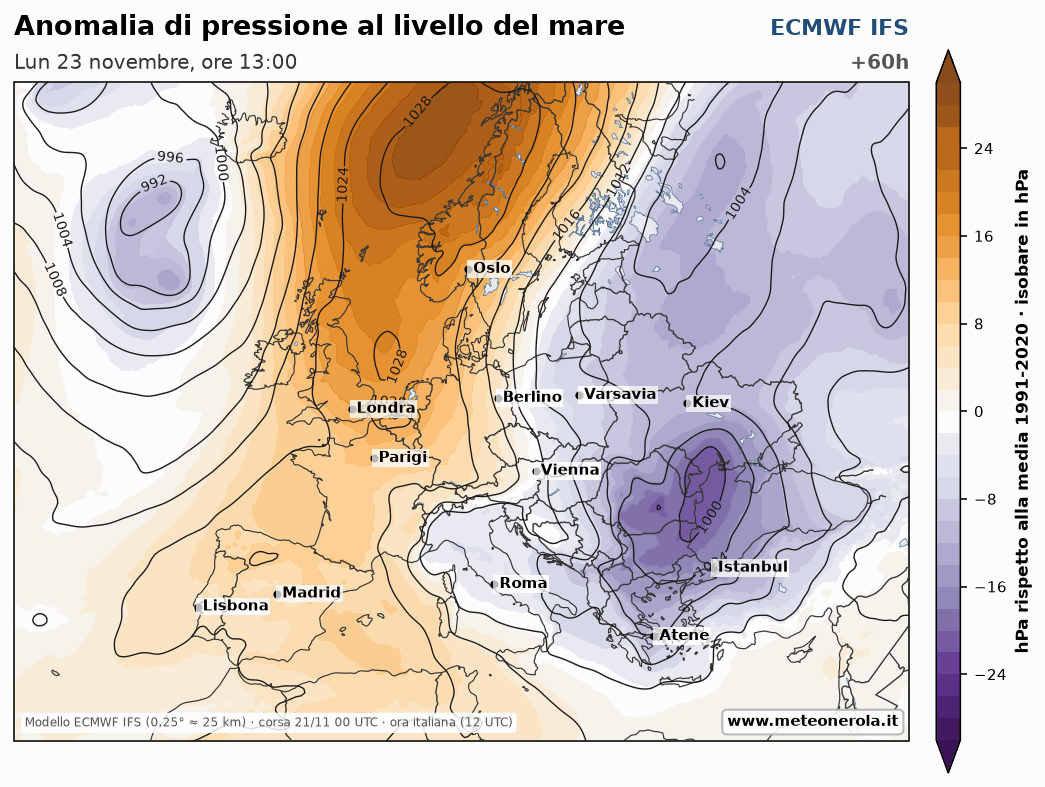 Anomalia di pressione al livello del mare
ECMWF IFS
Lun 23 novembre, ore 13:00
+60h
1028
996
1000
992
1024
1012
1004
1004
1016
1008
Oslo
1028
Berlino
Varsavia
Kiev
Londra
Parigi
Vienna
1000
Istanbul
Roma
Madrid
Lisbona
Atene
Modello ECMWF IFS (0,25° ≈ 25 km) · corsa 21/11 00 UTC · ora italiana (12 UTC)
www.meteonerola.it
24
16
8
0
−8
−16
−24
hPa rispetto alla media 1991-2020 · isobare in hPa